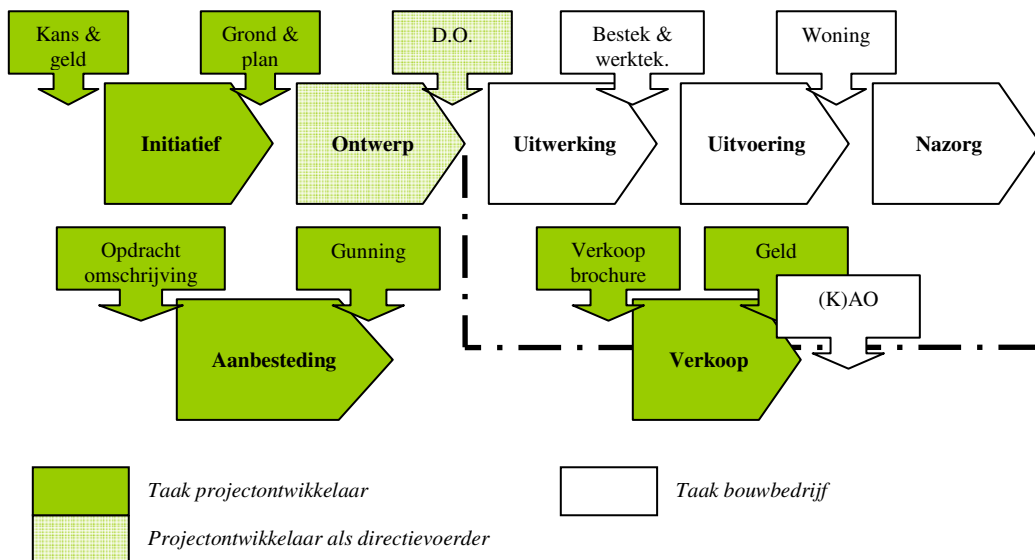 Kans &
geld
Grond &
plan
D.O.
Bestek &
werktek.
Woning
Initiatief
Ontwerp
Uitwerking
Uitvoering
Nazorg
Opdracht
omschrijving
Gunning
Verkoop
brochure
Geld
(K)AO
Aanbesteding
Verkoop
Taak projectontwikkelaar
Taak bouwbedrijf
Projectontwikkelaar als directievoerder